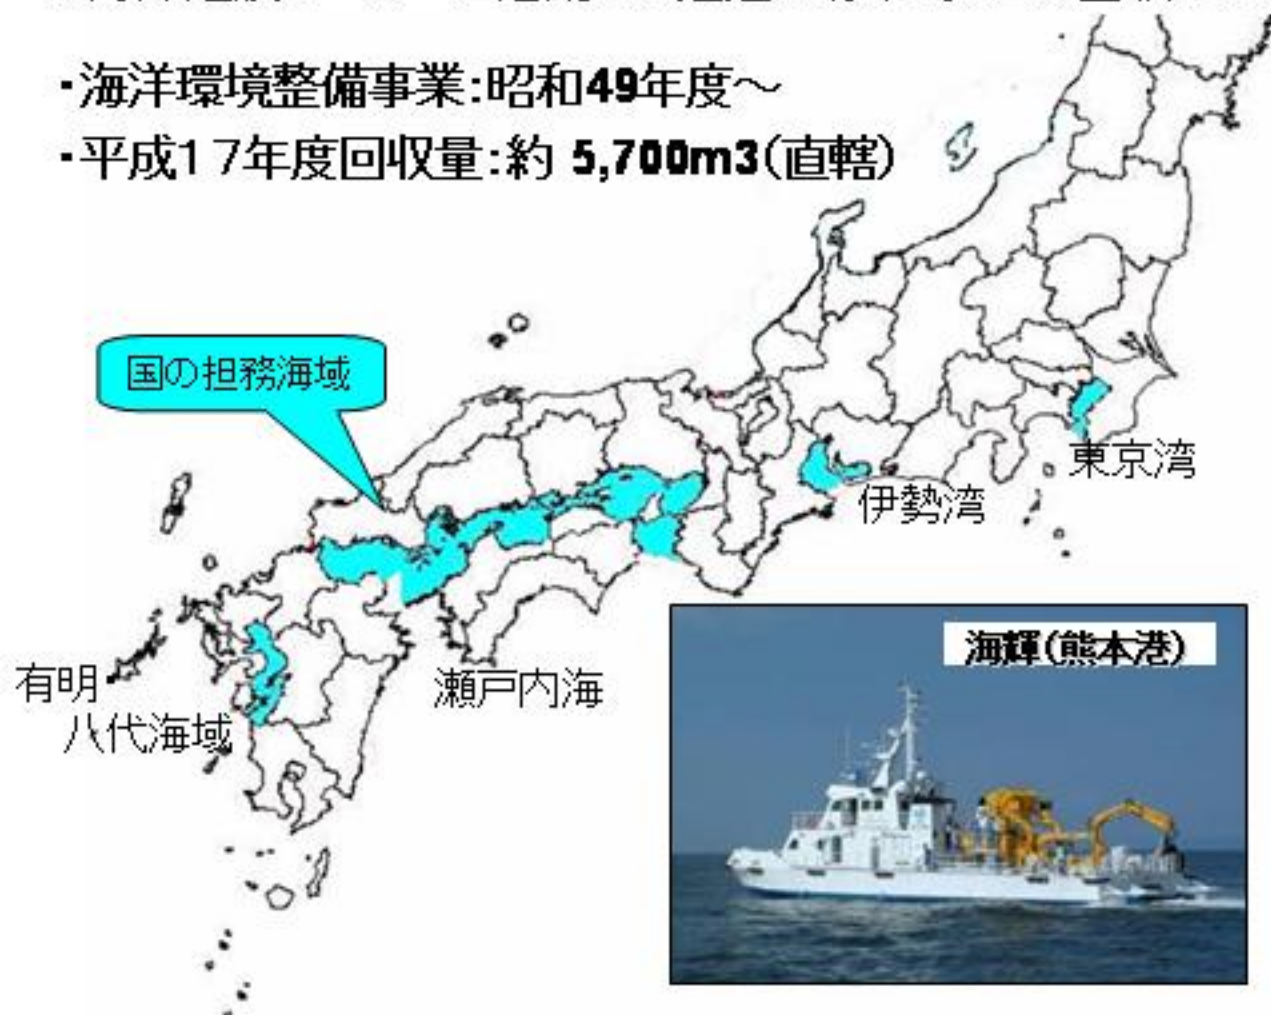 ・海洋環境整備事業:昭和49年度～
・平成17年度回収量:約 5,700m3(直轄)
国の担務海域
東京湾
伊勢湾
海輝(熊本港)
有明
八代海域
瀬戸内海